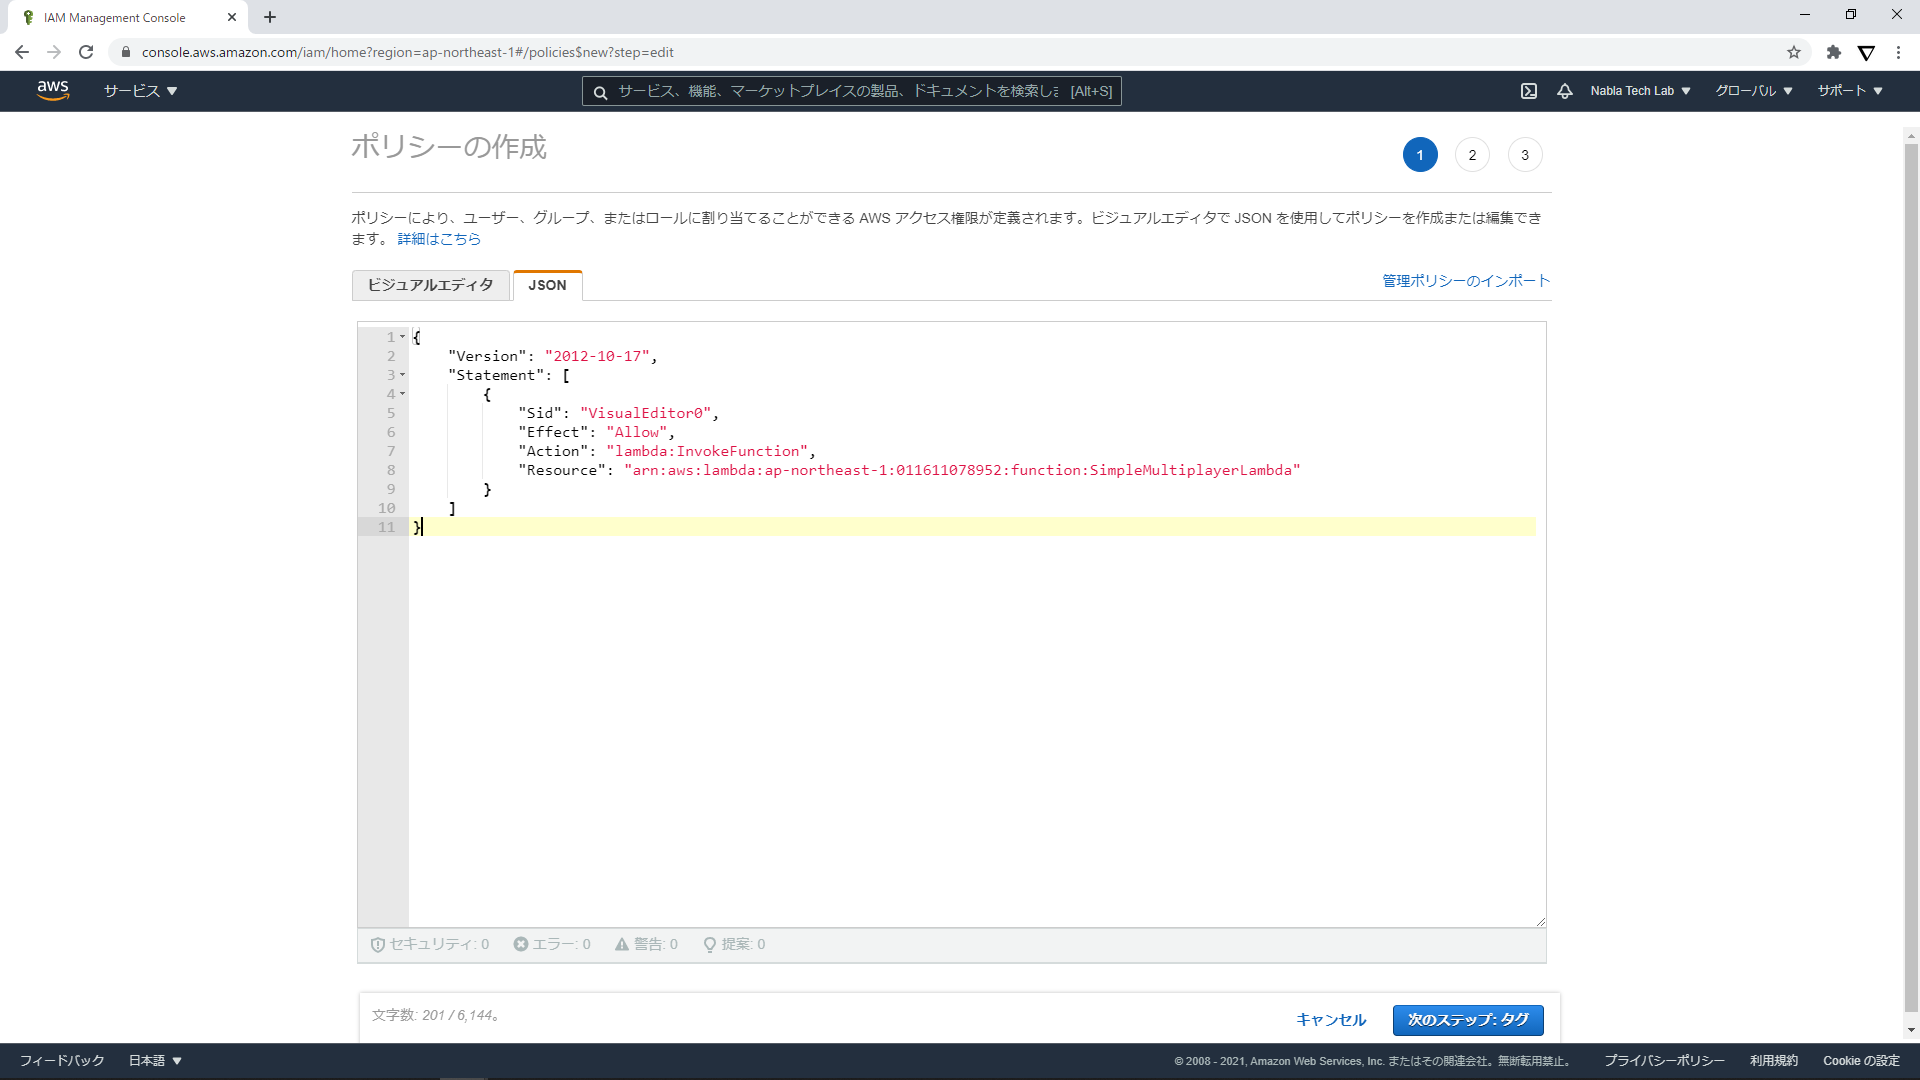 IAM Management Console
console.aws.amazon.com/iam/home?region=ap-northeast-1#/policies$new?step=edit
aws
サービス
サービス、機能、マーケットプレイスの製品、ドキュメントを検索しま [Alt+S]
Nabla Tech Lab
グローバル
サポート
ポリシーの作成
1
2
3
ポリシーにより、ユーザー、グループ、またはロールに割り当てることができる AWS アクセス権限が定義されます。ビジュアルエディタで JSON を使用してポリシーを作成または編集でき
ます。 詳細はこちら
ビジュアルエディタ
JSON
管理ポリシーのインポート
1 {
2 "Version": "2012-10-17",
3 "Statement": [
4 {
5 "Sid": "VisualEditor0",
6 "Effect": "Allow",
7 "Action": "lambda:InvokeFunction",
8 "Resource": "arn:aws:lambda:ap-northeast-1:011611078952:function:SimpleMultiplayerLambda"
9 }
10 ]
11 }
セキュリティ: 0 エラー: 0 警告: 0 提案: 0
文字数: 201 / 6,144。
キャンセル
次のステップ: タグ
フィードバック
日本語
© 2008 - 2021, Amazon Web Services, Inc. またはその関連会社。無断転用禁止。
プライバシーポリシー
利用規約
Cookie の設定